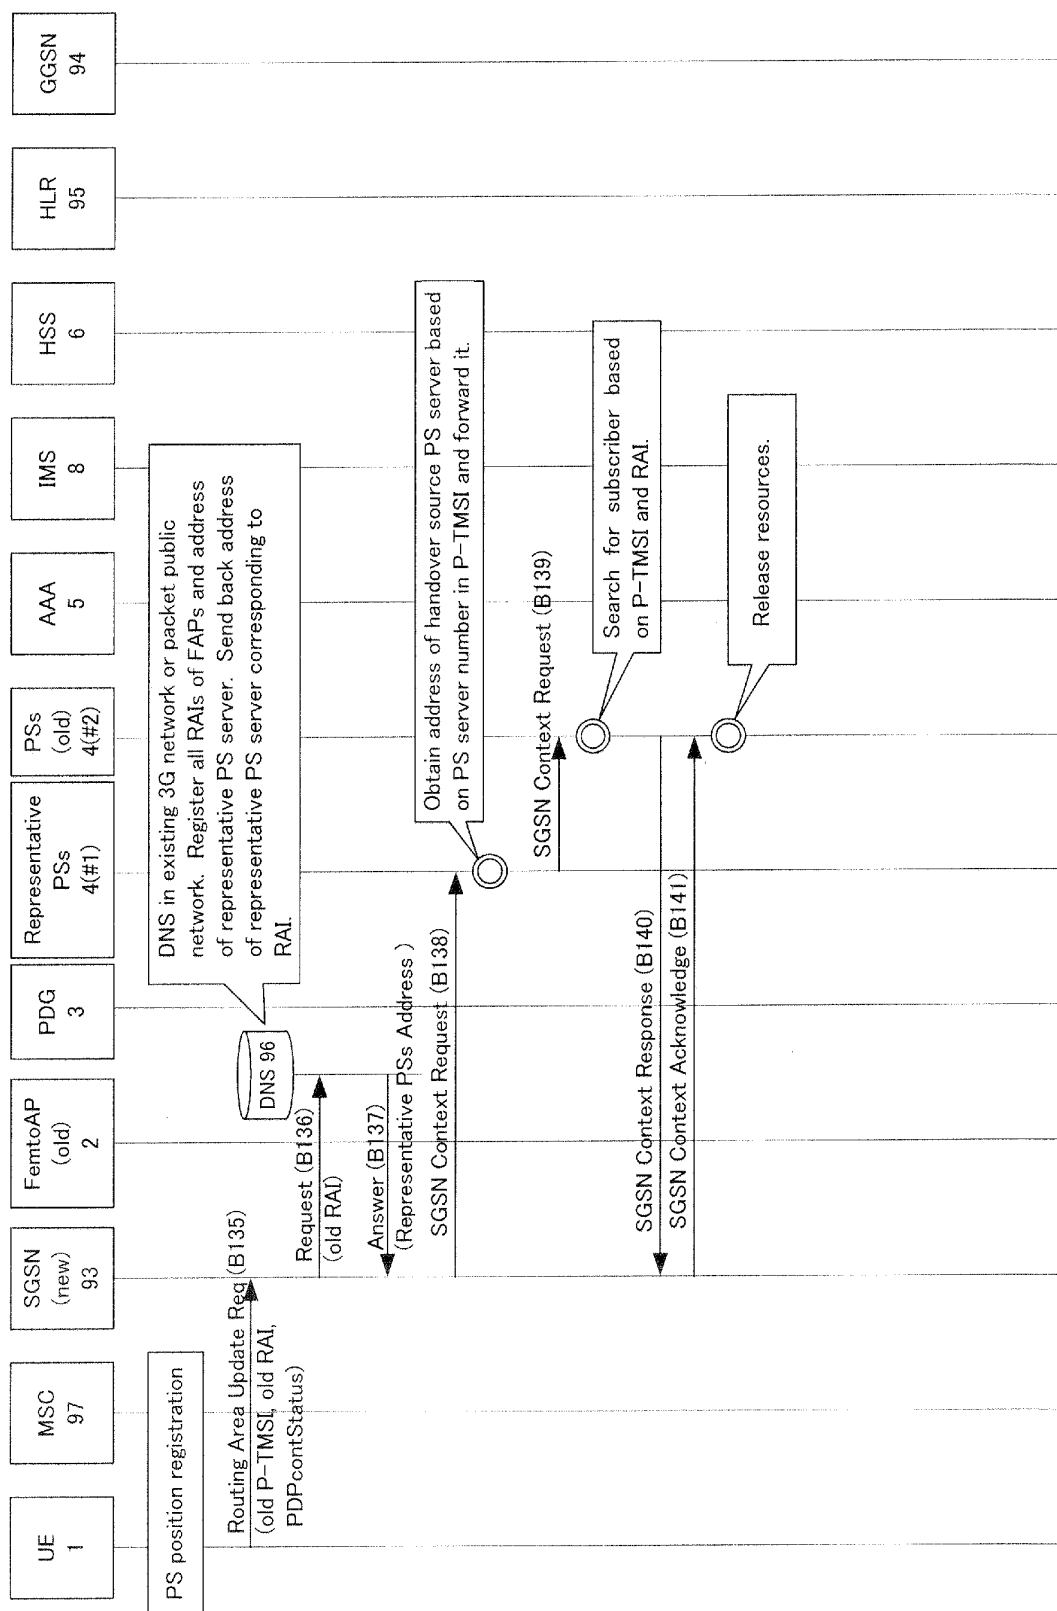 UE
1
MSC
97
SGSN
(new)
93
FemtoAP
(old)
2
PDG
3
Representative
PSs
4(#1)
PSs
(old)
4(#2)
AAA
5
IMS
8
HSS
6
HLR
95
GGSN
94
PS position registration
DNS in existing 3G network or packet public
network. Register all RAIs of FAPs and address
of representative PS server. Send back address
of representative PS server corresponding to
RAI.
Routing Area Update Req (B135)
(old P-TMSI, old RAI,
PDPcontStatus)
DNS 96
Request (B136)
(old RAI)
Answer (B137)
(Representative PSs Address )
SGSN Context Request (B138)
Obtain address of handover source PS server based
on PS server number in P-TMSI and forward it.
SGSN Context Request (B139)
Search for subscriber based
on P-TMSI and RAI.
SGSN Context Response (B140)
SGSN Context Acknowledge (B141)
Release resources.